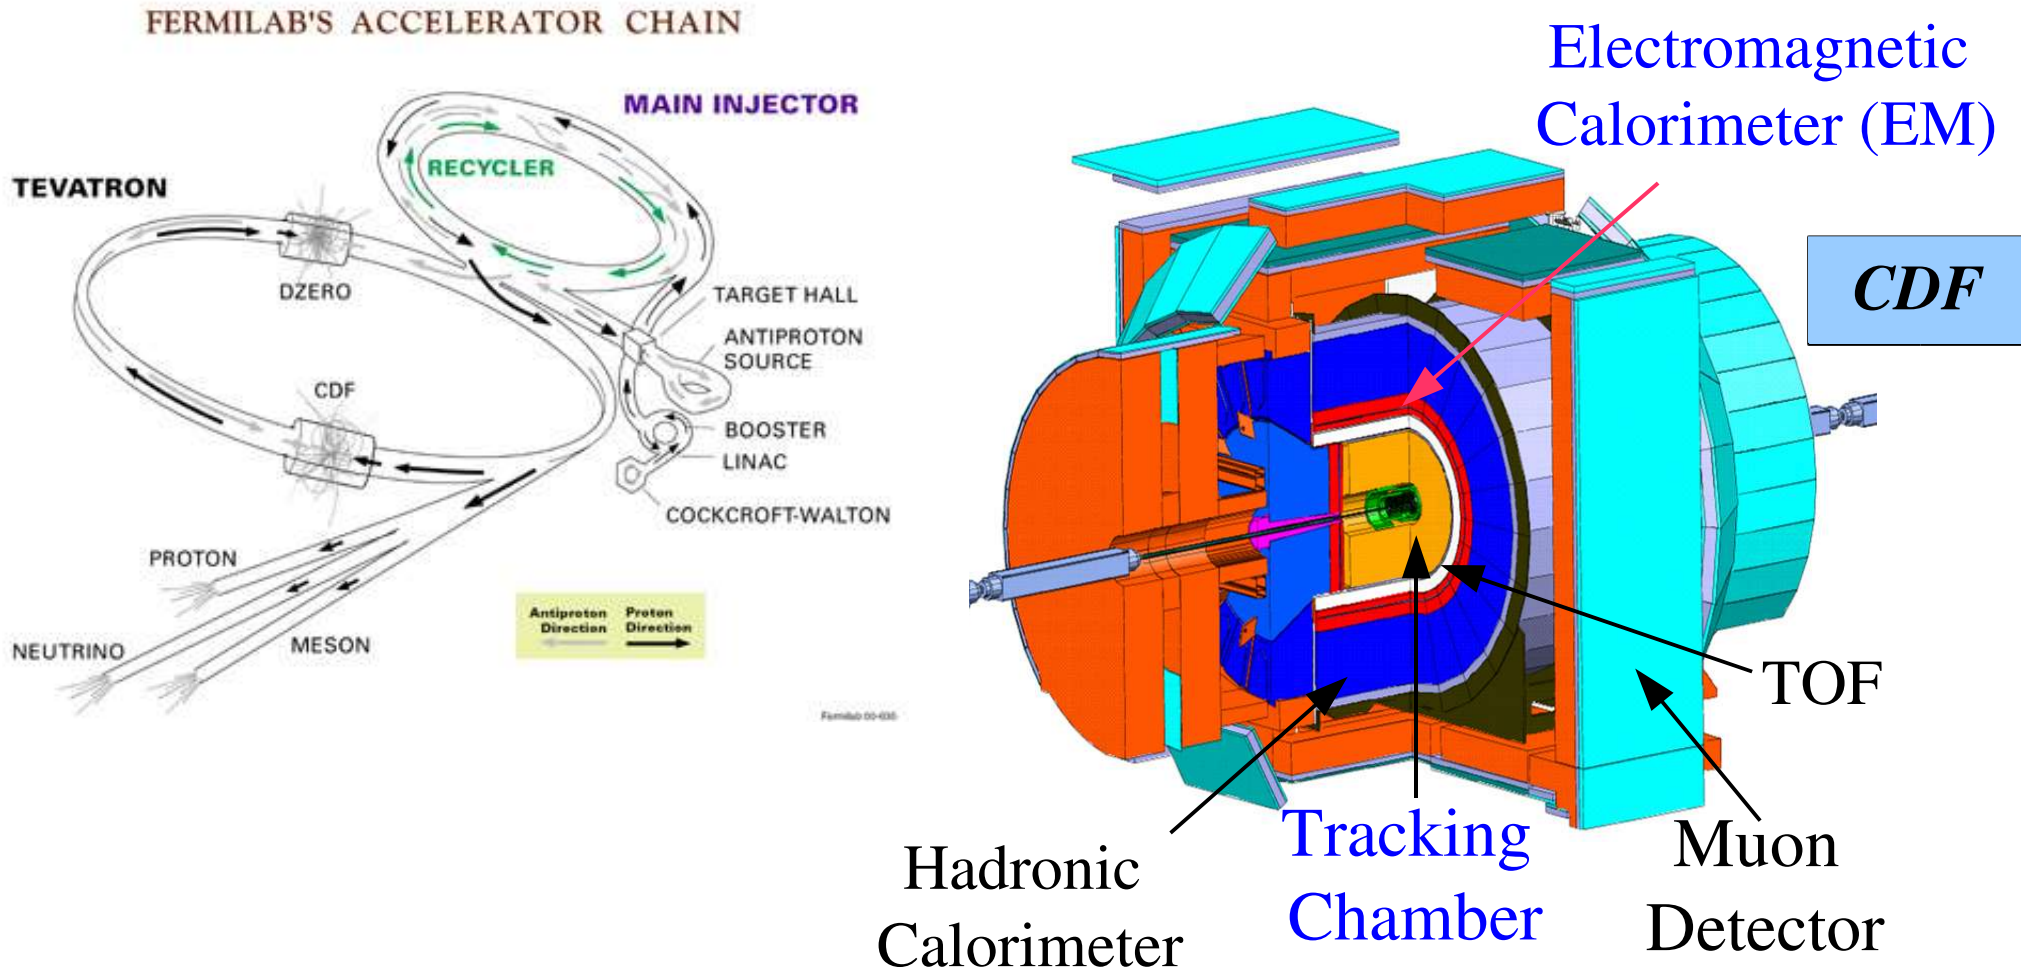 FERMILAB'S ACCELERATOR CHAIN
MAIN INJECTOR
RECYCLER
TEVATRON
DZERO
TARGET HALL
ANTIPROTON
SOURCE
CDF
BOOSTER
LINAC
COCKCROFT-WALTON
PROTON
NEUTRINO
MESON
Antiproton
Direction
Proton
Direction
Electromagnetic
Calorimeter (EM)
CDF
TOF
Hadronic
Calorimeter
Tracking
Chamber
Muon
Detector